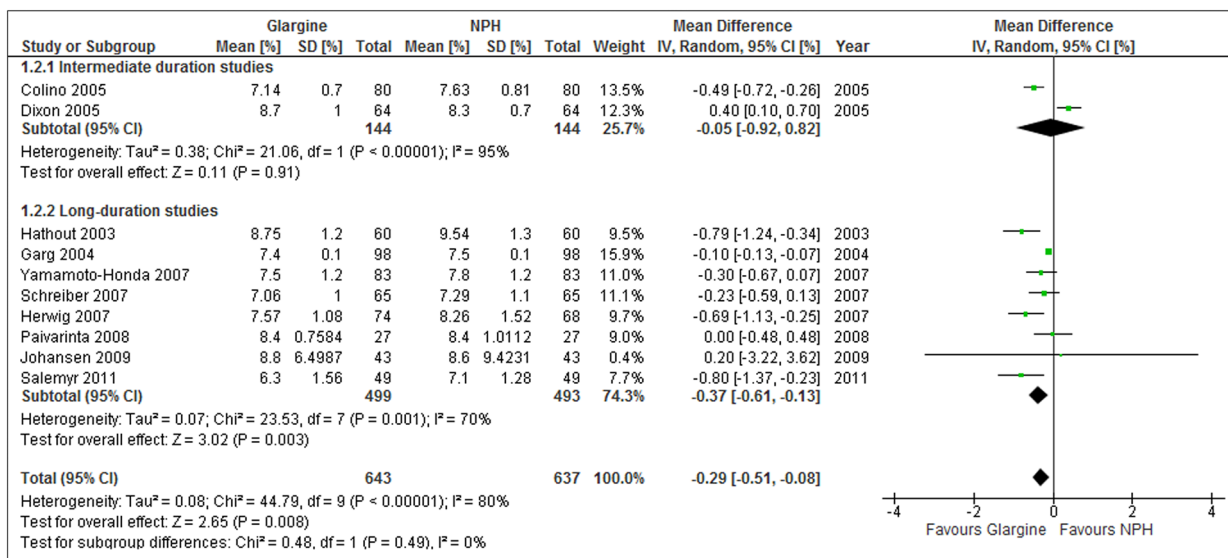 Glargine NPH Mean Difference Mean Difference
Study or Subgroup Mean [%] SD [%] Total Mean [%] SD [%] Total Weight IV, Random, 95% CI [%] Year IV, Random, 95% CI [%]
1.2.1 Intermediate duration studies
Colino 2005 7.14 0.7 80 7.63 0.81 80 13.5% -0.49 [-0.72, -0.26] 2005
Dixon 2005 8.7 1 64 8.3 0.7 64 12.3% 0.40 [0.10, 0.70] 2005
Subtotal (95% CI) 144 144 25.7% -0.05 [-0.92, 0.82]
Heterogeneity: Tau² = 0.38; Chi² = 21.06, df = 1 (P < 0.00001); I² = 95%
Test for overall effect: Z = 0.11 (P = 0.91)
1.2.2 Long-duration studies
Hathout 2003 8.75 1.2 60 9.54 1.3 60 9.5% -0.79 [-1.24, -0.34] 2003
Garg 2004 7.4 0.1 98 7.5 0.1 98 15.9% -0.10 [-0.13, -0.07] 2004
Yamamoto-Honda 2007 7.5 1.2 83 7.8 1.2 83 11.0% -0.30 [-0.67, 0.07] 2007
Schreiber 2007 7.06 1 65 7.29 1.1 65 11.1% -0.23 [-0.59, 0.13] 2007
Herwig 2007 7.57 1.08 74 8.26 1.52 68 9.7% -0.69 [-1.13, -0.25] 2007
Paivarinta 2008 8.4 0.7584 27 8.4 1.0112 27 9.0% 0.00 [-0.48, 0.48] 2008
Johansen 2009 8.8 6.4987 43 8.6 9.4231 43 0.4% 0.20 [-3.22, 3.62] 2009
Salemyr 2011 6.3 1.56 49 7.1 1.28 49 7.7% -0.80 [-1.37, -0.23] 2011
Subtotal (95% CI) 499 493 74.3% -0.37 [-0.61, -0.13]
Heterogeneity: Tau² = 0.07; Chi² = 23.53, df = 7 (P = 0.001); I² = 70%
Test for overall effect: Z = 3.02 (P = 0.003)
Total (95% CI) 643 637 100.0% -0.29 [-0.51, -0.08]
Heterogeneity: Tau² = 0.08; Chi² = 44.79, df = 9 (P < 0.00001); I² = 80%
Test for overall effect: Z = 2.65 (P = 0.008)
Test for subgroup differences: Chi² = 0.48, df = 1 (P = 0.49), I² = 0%
-4 -2 0 2 4
Favours Glargine Favours NPH